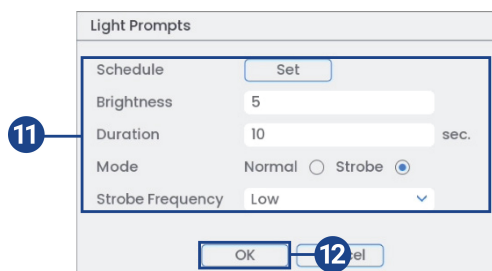 Light Prompts
Schedule Set
Brightness 5
11
Duration 10 sec.
Mode Normal Strobe
Strobe Frequency Low
OK 12